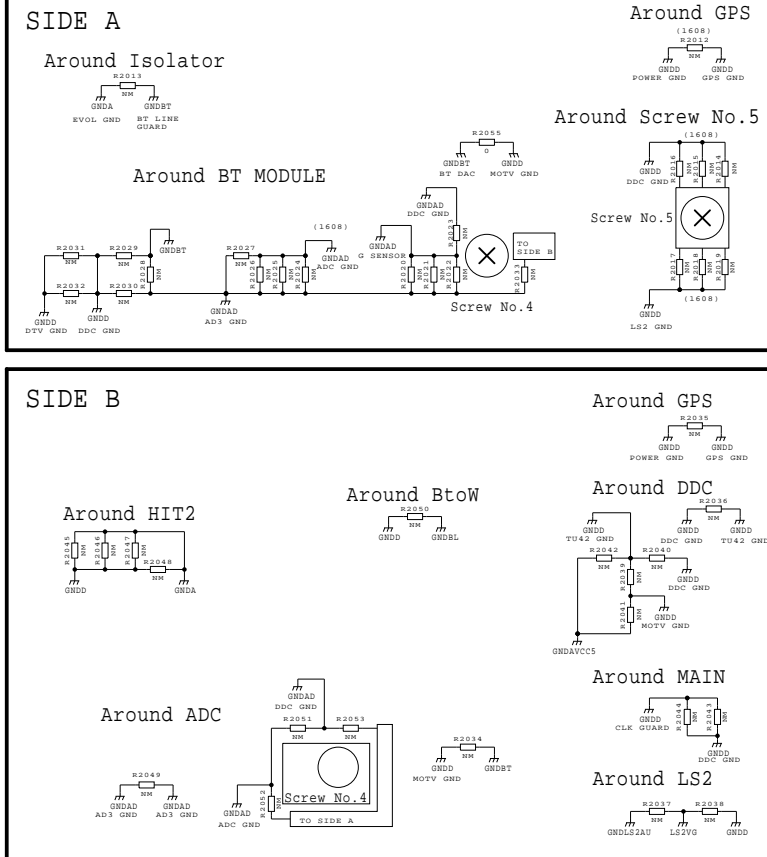 SIDE A
Around GPS
(1608)
R2012
NM
GNDD
GNDD
POWER GND
GPS GND
Around Isolator
R2013
NM
GNDA
GNDBT
EVOL GND
BT LINE
GUARD
Around Screw No.5
(1608)
R2016
NM
R2015
NM
R2014
NM
GNDD
DDC GND
Screw No.5
R2017
NM
R2018
NM
R2019
NM
(1608)
GNDD
LS2 GND
R2055
0
GNDBT
GNDD
BT DAC
MOTV GND
Around BT MODULE
R2031
NM
R2029
NM
GNDBT
R2028
NM
R2032
NM
R2030
NM
GNDD
DTV GND
GNDD
DDC GND
R2027
NM
(1608)
GNDAD
ADC GND
R2026
NM
R2025
NM
R2024
NM
GNDAD
AD3 GND
GNDAD
DDC GND
R2023
NM
GNDAD
G SENSOR
R2020
NM
R2021
NM
R2022
NM
TO
SIDE B
R2033
NM
Screw No.4
SIDE B
Around GPS
R2035
NM
GNDD
GNDD
POWER GND
GPS GND
Around HIT2
R2045
NM
R2046
NM
R2047
NM
R2048
NM
GNDD
GNDA
Around BtoW
R2050
NM
GNDD
GNDBL
Around DDC
R2036
NM
GNDD
DDC GND
GNDD
TU42 GND
GNDD
TU42 GND
R2042
NM
R2040
NM
R2039
NM
GNDD
DDC GND
R2041
NM
GNDD
MOTV GND
GNDAVCC5
Around MAIN
GNDD
CLK GUARD
R2044
NM
R2043
NM
GNDD
DDC GND
Around ADC
GNDAD
DDC GND
R2051
NM
R2053
NM
Screw No.4
R2052
NM
GNDAD
ADC GND
TO SIDE A
R2049
NM
GNDAD
GNDAD
AD3 GND
AD3 GND
R2034
NM
GNDD
GNDBT
MOTV GND
Around LS2
R2037
NM
R2038
NM
GNDLS2AU
LS2VG
GNDD